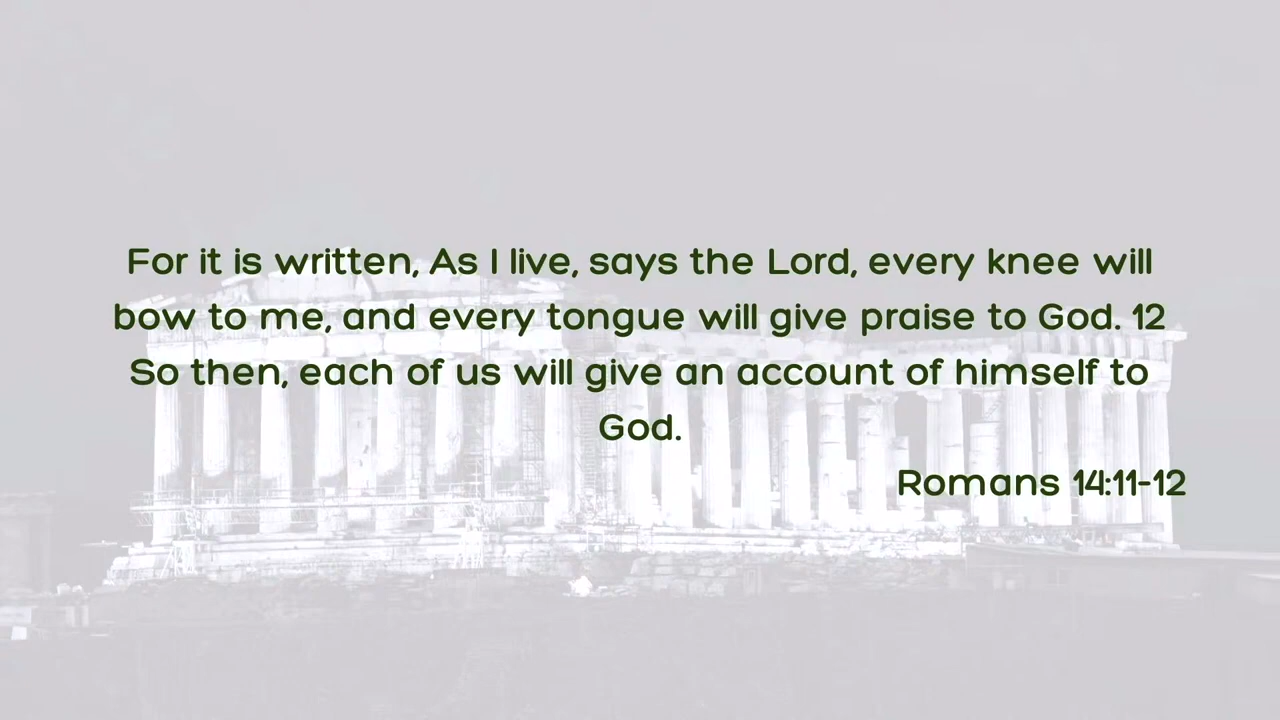 For it is written, As I live, says the Lord, every knee will
bow to me, and every tongue will give praise to God. 12
So then, each of us will give an account of himself to
God.
Romans 14:11-12